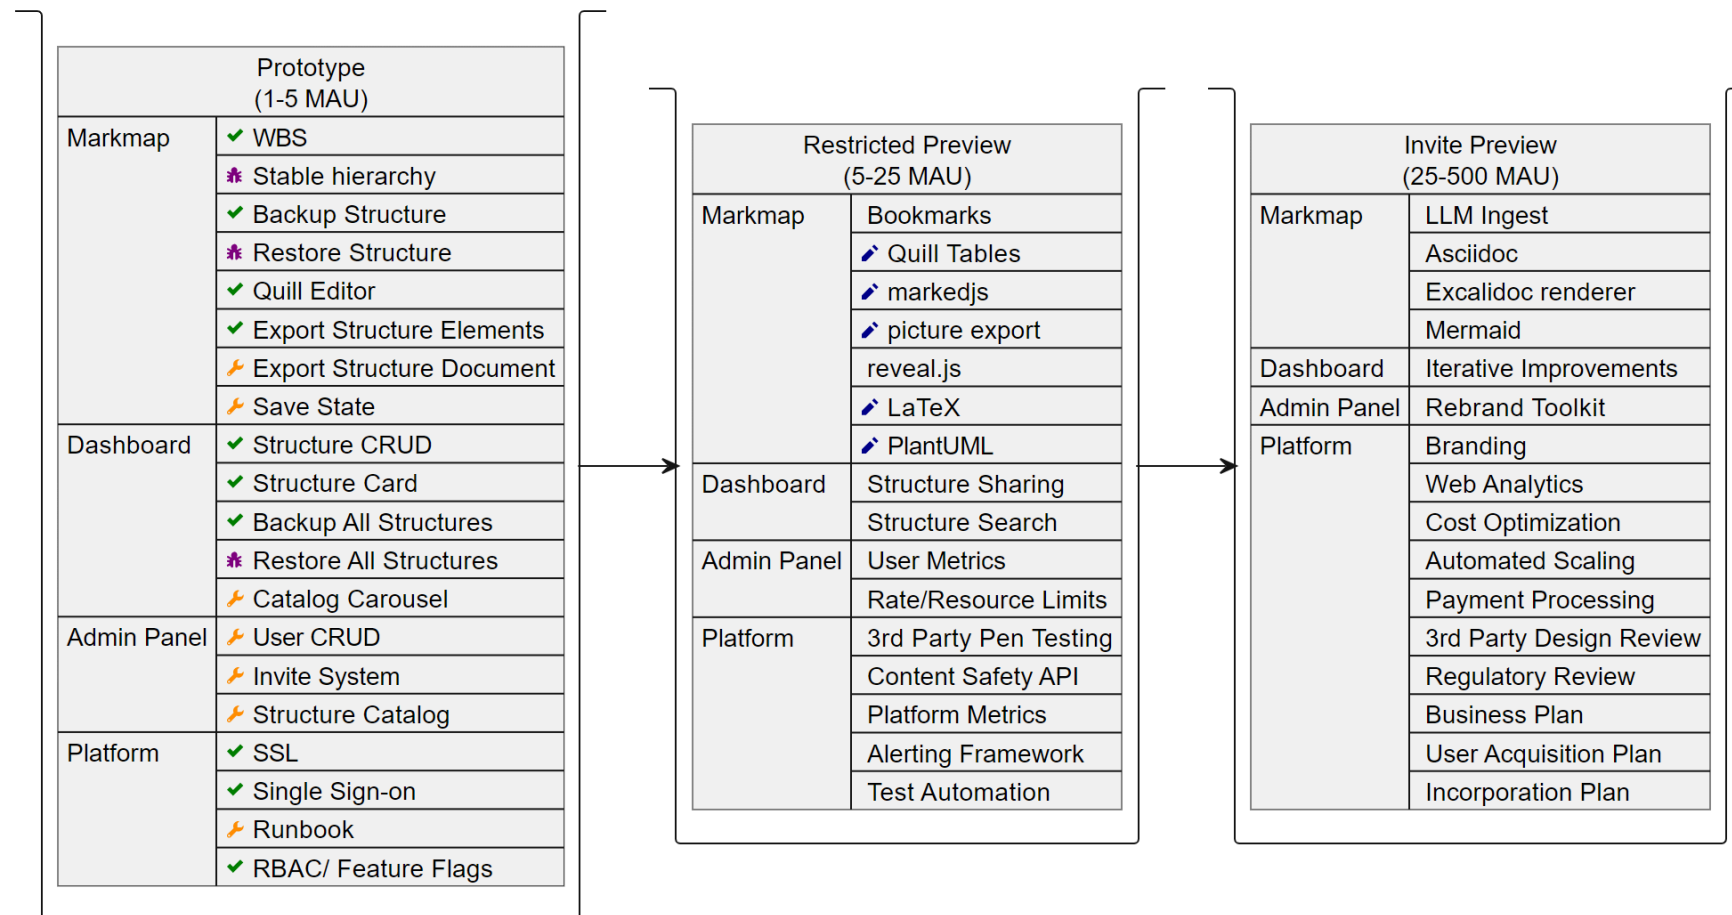 Prototype
(1-5 MAU)
Markmap
WBS
Stable hierarchy
Backup Structure
Restore Structure
Quill Editor
Export Structure Elements
Export Structure Document
Save State
Dashboard
Structure CRUD
Structure Card
Backup All Structures
Restore All Structures
Catalog Carousel
Admin Panel
User CRUD
Invite System
Structure Catalog
Platform
SSL
Single Sign-on
Runbook
RBAC/ Feature Flags
Restricted Preview
(5-25 MAU)
Markmap
Bookmarks
Quill Tables
markedjs
picture export
reveal.js
LaTeX
PlantUML
Dashboard
Structure Sharing
Structure Search
Admin Panel
User Metrics
Rate/Resource Limits
Platform
3rd Party Pen Testing
Content Safety API
Platform Metrics
Alerting Framework
Test Automation
Invite Preview
(25-500 MAU)
Markmap
LLM Ingest
Asciidoc
Excalidoc renderer
Mermaid
Dashboard
Iterative Improvements
Admin Panel
Rebrand Toolkit
Platform
Branding
Web Analytics
Cost Optimization
Automated Scaling
Payment Processing
3rd Party Design Review
Regulatory Review
Business Plan
User Acquisition Plan
Incorporation Plan